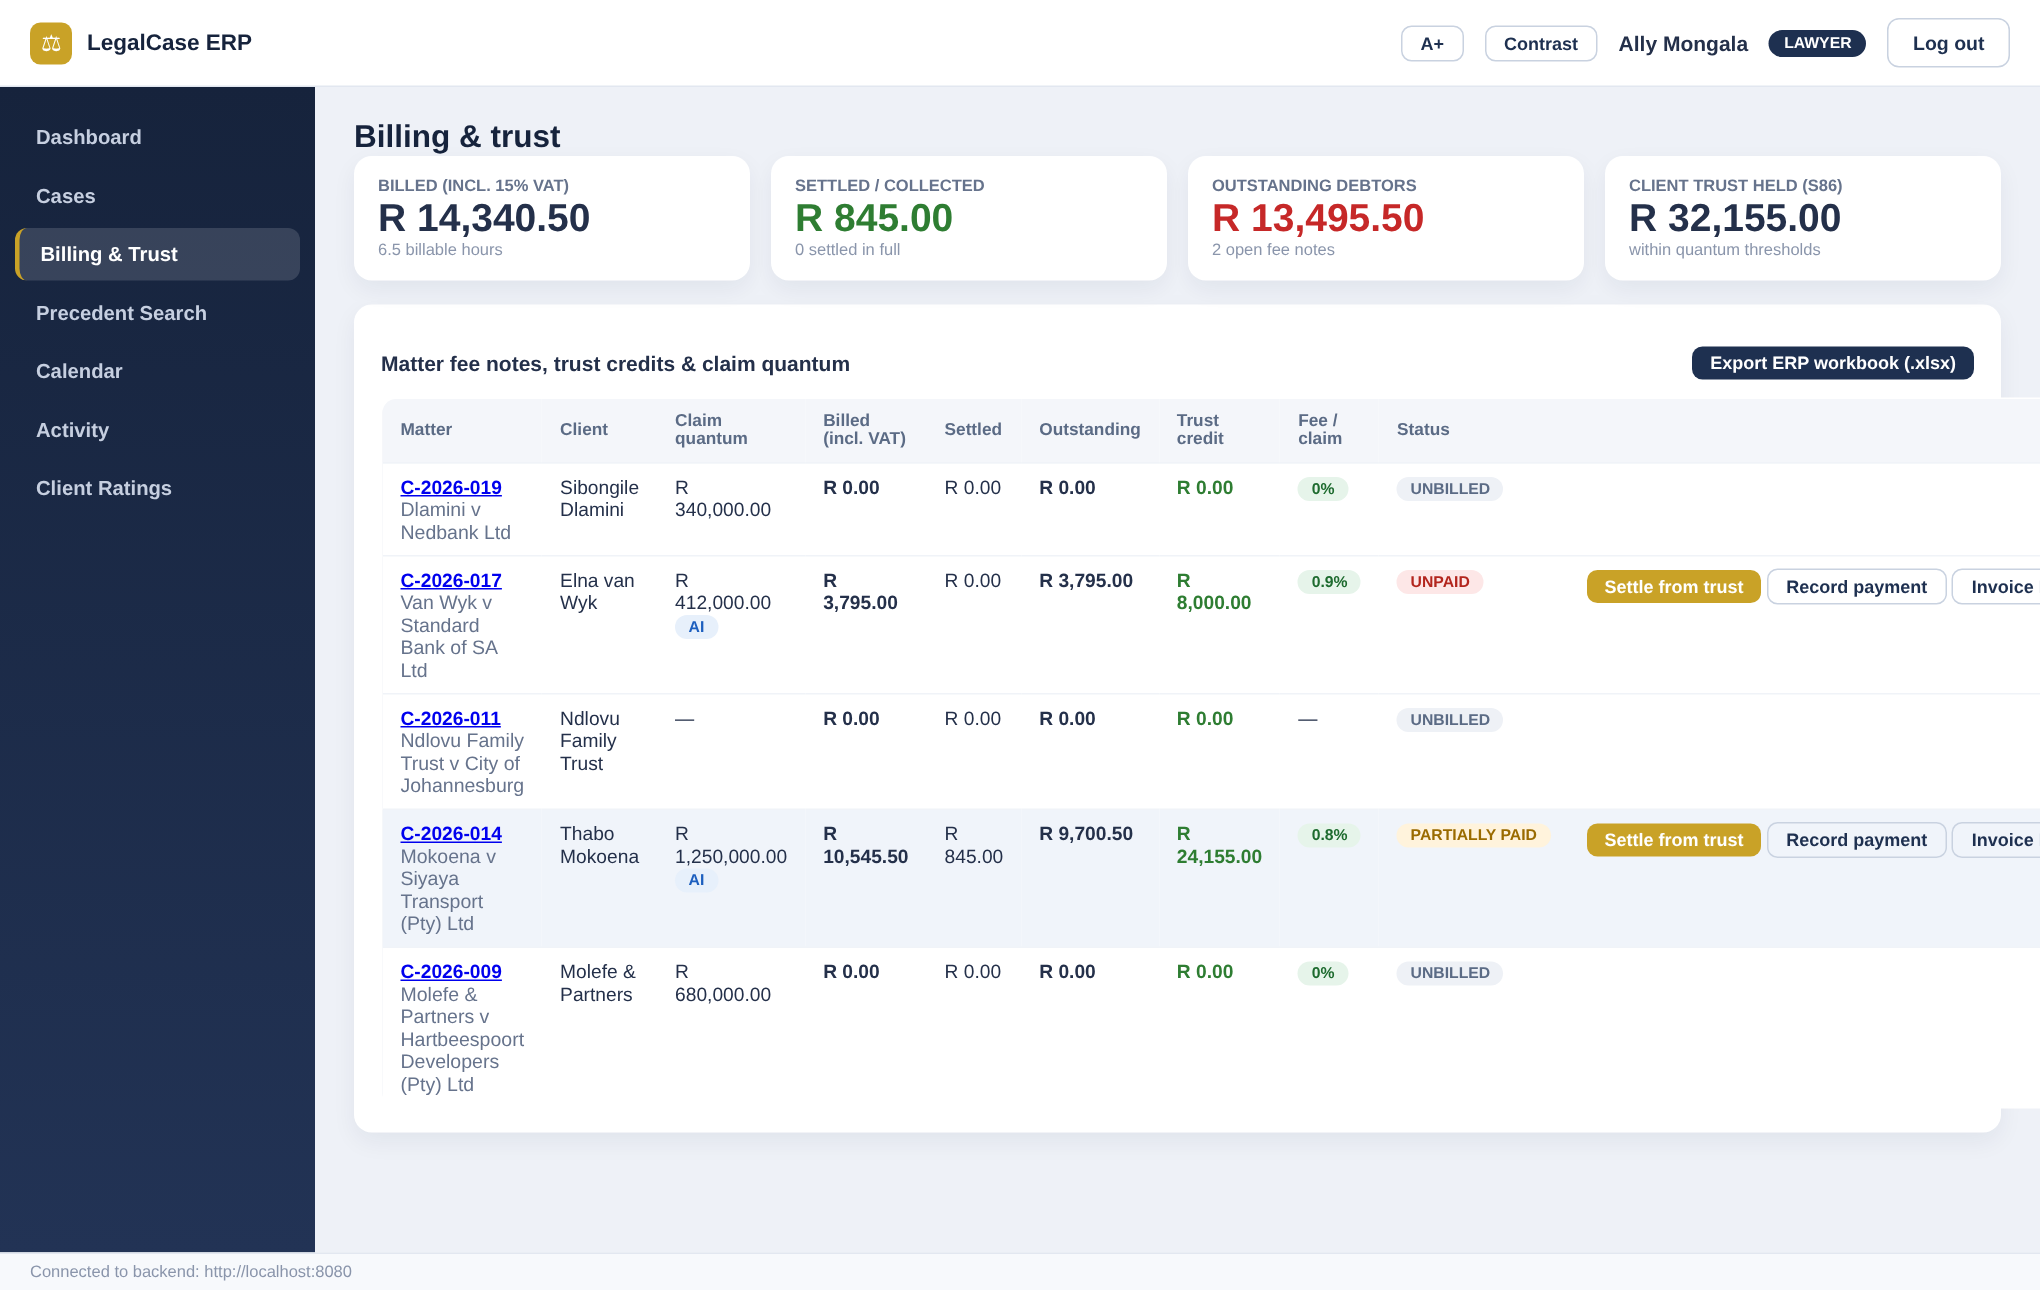 ⚖ LegalCase ERP
A+ Contrast Ally Mongala LAWYER Log out
Dashboard
Cases
Billing & Trust
Precedent Search
Calendar
Activity
Client Ratings
Billing & trust
BILLED (INCL. 15% VAT)
R 14,340.50
6.5 billable hours
SETTLED / COLLECTED
R 845.00
0 settled in full
OUTSTANDING DEBTORS
R 13,495.50
2 open fee notes
CLIENT TRUST HELD (S86)
R 32,155.00
within quantum thresholds
Matter fee notes, trust credits & claim quantum
Export ERP workbook (.xlsx)
Matter
Client
Claim
quantum
Billed
(incl. VAT)
Settled
Outstanding
Trust
credit
Fee /
claim
Status
C-2026-019
Dlamini v
Nedbank Ltd
Sibongile
Dlamini
R
340,000.00
R 0.00
R 0.00
R 0.00
R 0.00
0%
UNBILLED
C-2026-017
Van Wyk v
Standard
Bank of SA
Ltd
Elna van
Wyk
R
412,000.00
AI
R
3,795.00
R 0.00
R 3,795.00
R
8,000.00
0.9%
UNPAID
Settle from trust
Record payment
Invoice
C-2026-011
Ndlovu Family
Trust v City of
Johannesburg
Ndlovu
Family
Trust
—
R 0.00
R 0.00
R 0.00
R 0.00
—
UNBILLED
C-2026-014
Mokoena v
Siyaya
Transport
(Pty) Ltd
Thabo
Mokoena
R
1,250,000.00
AI
R
10,545.50
R
845.00
R 9,700.50
R
24,155.00
0.8%
PARTIALLY PAID
Settle from trust
Record payment
Invoice
C-2026-009
Molefe &
Partners v
Hartbeespoort
Developers
(Pty) Ltd
Molefe &
Partners
R
680,000.00
R 0.00
R 0.00
R 0.00
R 0.00
0%
UNBILLED
Connected to backend: http://localhost:8080